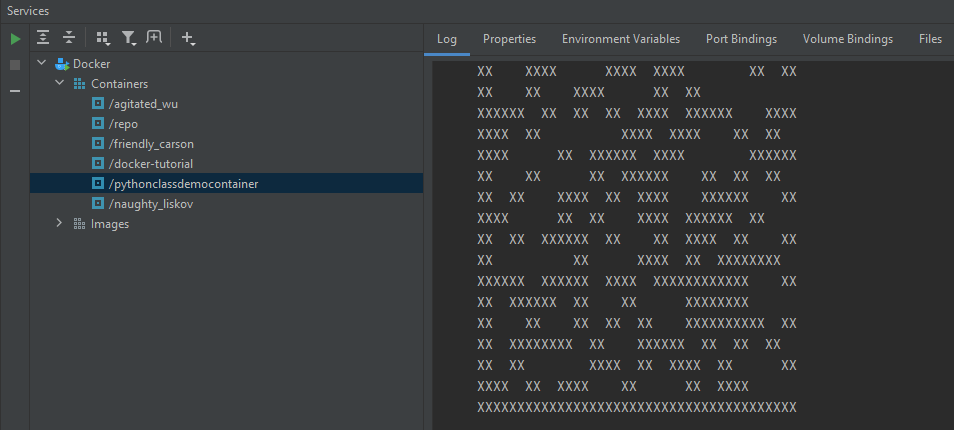 Services
Docker
Containers
/agitated_wu
/repo
/friendly_carson
/docker-tutorial
/pythonclassdemocontainer
/naughty_liskov
Images
Log Properties Environment Variables Port Bindings Volume Bindings Files
XX    XXXX      XXXX  XXXX        XX  XX
XX    XX    XXXX      XX  XX
XXXXXX  XX  XX  XX  XXXX  XXXXXX    XXXX
XXXX  XX          XXXX  XXXX    XX  XX
XXXX      XX  XXXXXX  XXXX        XXXXXX
XX    XX    XX  XXXXXX      XX  XX  XX
XX  XX    XXXX    XX  XXXX    XXXXXX  XX
XXXX      XX  XX    XXXX  XXXXXX  XX
XX  XX  XXXXXX  XX    XX  XXXX  XX    XX
XX          XX      XXXX  XX  XXXXXXXX
XXXXXX  XXXXXX  XXXX  XXXXXXXXXXXX    XX
XX  XXXXXX  XX    XX      XXXXXXXX
XX    XX    XX  XX  XX    XXXXXXXXXX  XX
XX  XXXXXXXX  XX    XXXXXX  XX  XX  XX
XX  XX        XXXX  XX  XXXX  XX      XX
XXXX  XX  XXXX    XX      XX  XXXX
XXXXXXXXXXXXXXXXXXXXXXXXXXXXXXXXXXXXXXXX